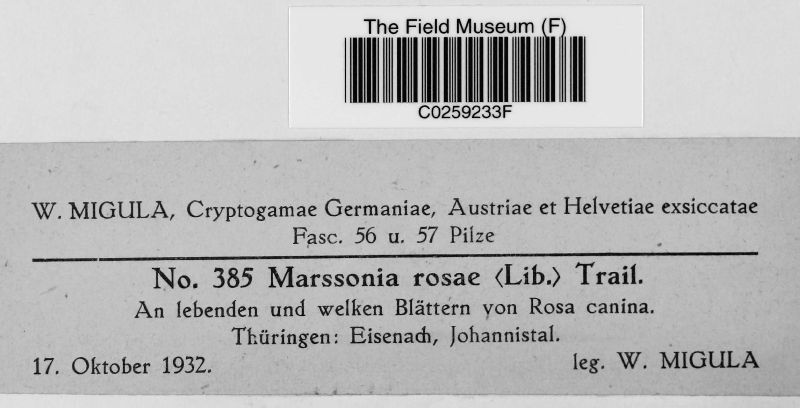 The Field Museum (F)
C0259233F
W. MIGULA, Cryptogamae Germaniae, Austriae et Helvetiae exsiccatae
Fasc. 56 u. 57 Pilze
No. 385 Marssonia rosae ⟨Lib.⟩ Trail.
An lebenden und welken Blättern von Rosa canina.
Thüringen: Eisenach, Johannistal.
17. Oktober 1932. leg. W. MIGULA